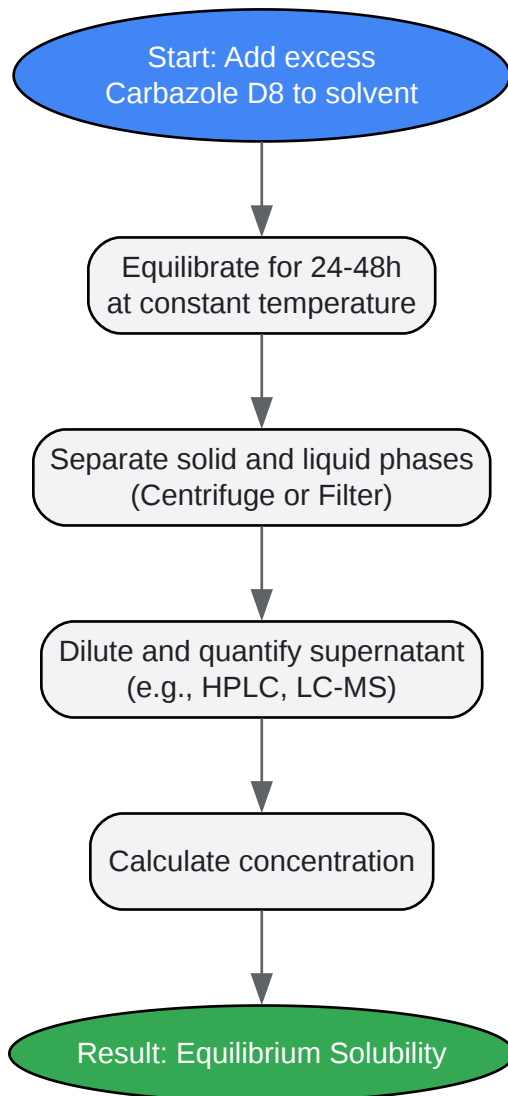 Start: Add excess
Carbazole D8 to solvent
Equilibrate for 24-48h
at constant temperature
Separate solid and liquid phases
(Centrifuge or Filter)
Dilute and quantify supernatant
(e.g., HPLC, LC-MS)
Calculate concentration
Result: Equilibrium Solubility